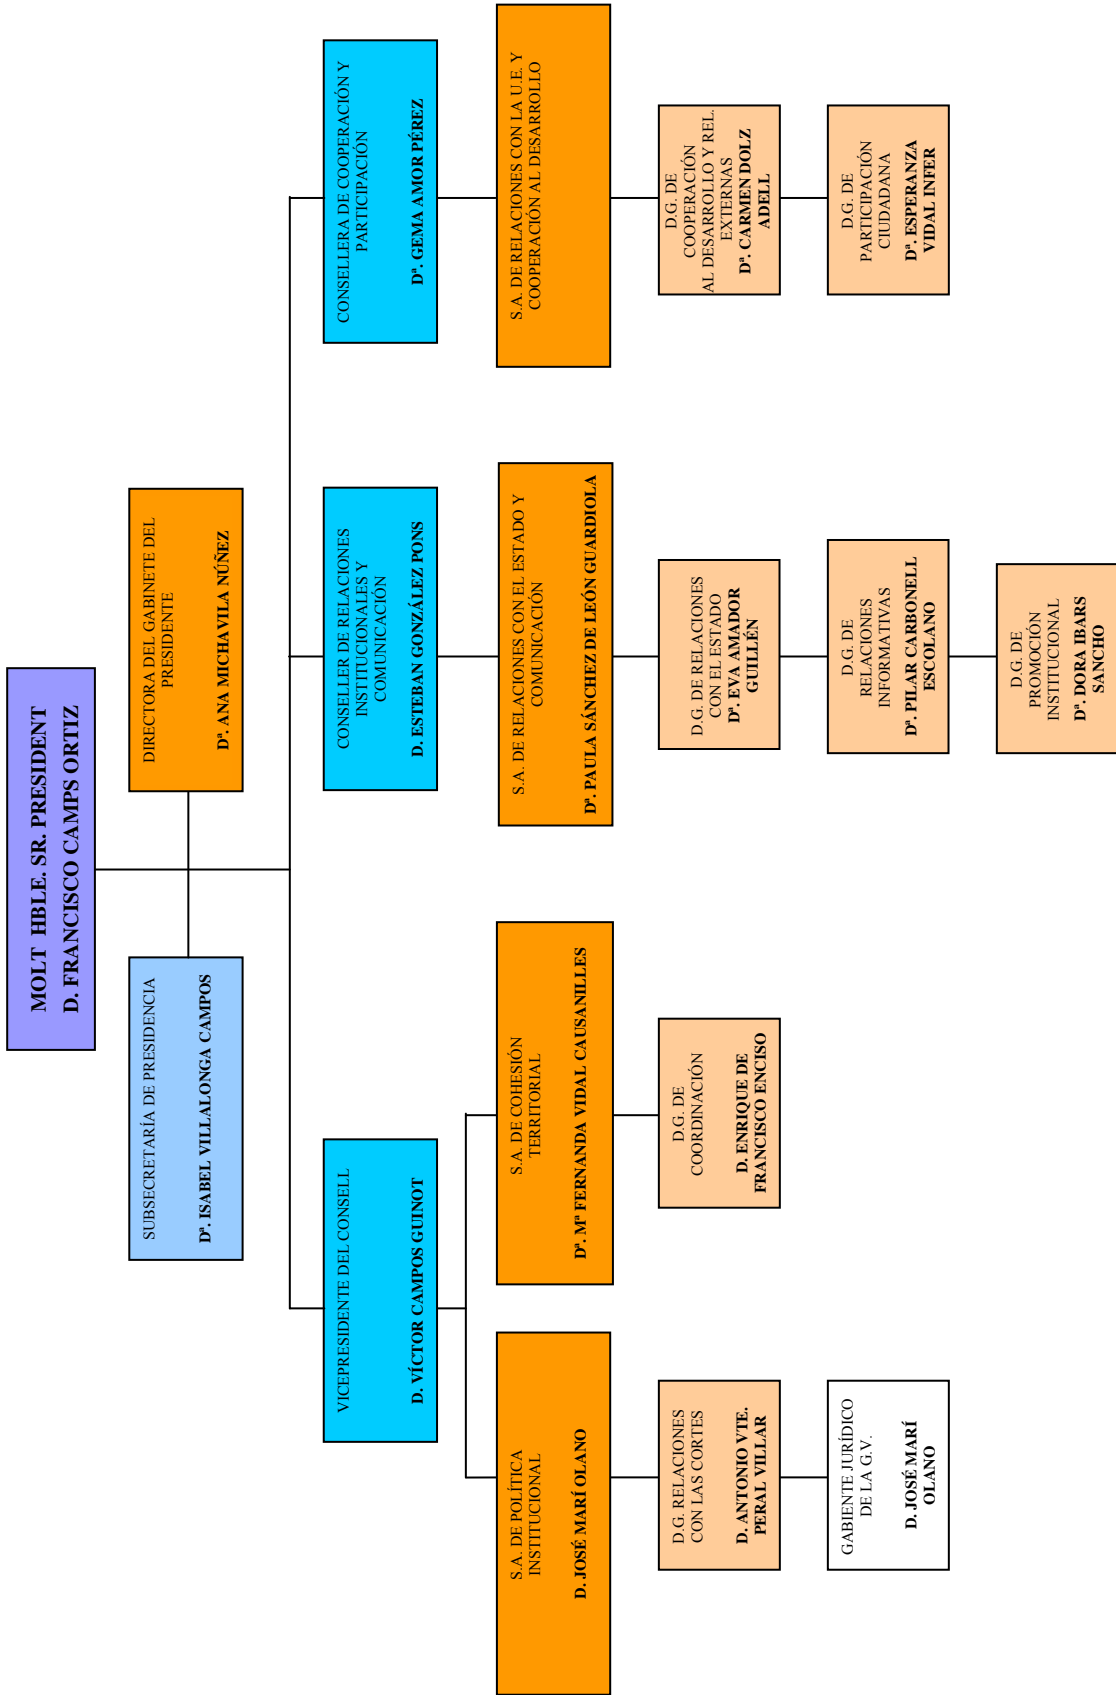 MOLT HBLE. SR. PRESIDENT
D. FRANCISCO CAMPS ORTIZ
SUBSECRETARÍA DE PRESIDENCIA
Dª. ISABEL VILLALONGA CAMPOS
DIRECTORA DEL GABINETE DEL
PRESIDENTE
Dª. ANA MICHAVILA NÚÑEZ
VICEPRESIDENTE DEL CONSELL
D. VÍCTOR CAMPOS GUINOT
CONSELLER DE RELACIONES
INSTITUCIONALES Y
COMUNICACIÓN
D. ESTEBAN GONZÁLEZ PONS
CONSELLERA DE COOPERACIÓN Y
PARTICIPACIÓN
Dª. GEMA AMOR PÉREZ
S.A. DE POLÍTICA
INSTITUCIONAL
D. JOSÉ MARÍ OLANO
S.A. DE COHESIÓN
TERRITORIAL
Dª. Mª FERNANDA VIDAL CAUSANILLES
S.A. DE RELACIONES CON EL ESTADO Y
COMUNICACIÓN
Dª. PAULA SÁNCHEZ DE LEÓN GUARDIOLA
S.A. DE RELACIONES CON LA U.E. Y
COOPERACIÓN AL DESARROLLO
D.G. RELACIONES
CON LAS CORTES
D. ANTONIO VTE.
PERAL VILLAR
D.G. DE
COORDINACIÓN
D. ENRIQUE DE
FRANCISCO ENCISO
D.G. DE RELACIONES
CON EL ESTADO
Dª. EVA AMADOR
GUILLÉN
D.G. DE
COOPERACIÓN
AL DESARROLLO Y REL.
EXTERNAS
Dª. CARMEN DOLZ
ADELL
GABIENTE JURÍDICO
DE LA G.V.
D. JOSÉ MARÍ
OLANO
D.G. DE
RELACIONES
INFORMATIVAS
Dª. PILAR CARBONELL
ESCOLANO
D.G. DE
PARTICIPACIÓN
CIUDADANA
Dª. ESPERANZA
VIDAL INFER
D.G. DE
PROMOCIÓN
INSTITUCIONAL
Dª. DORA IBARS
SANCHO